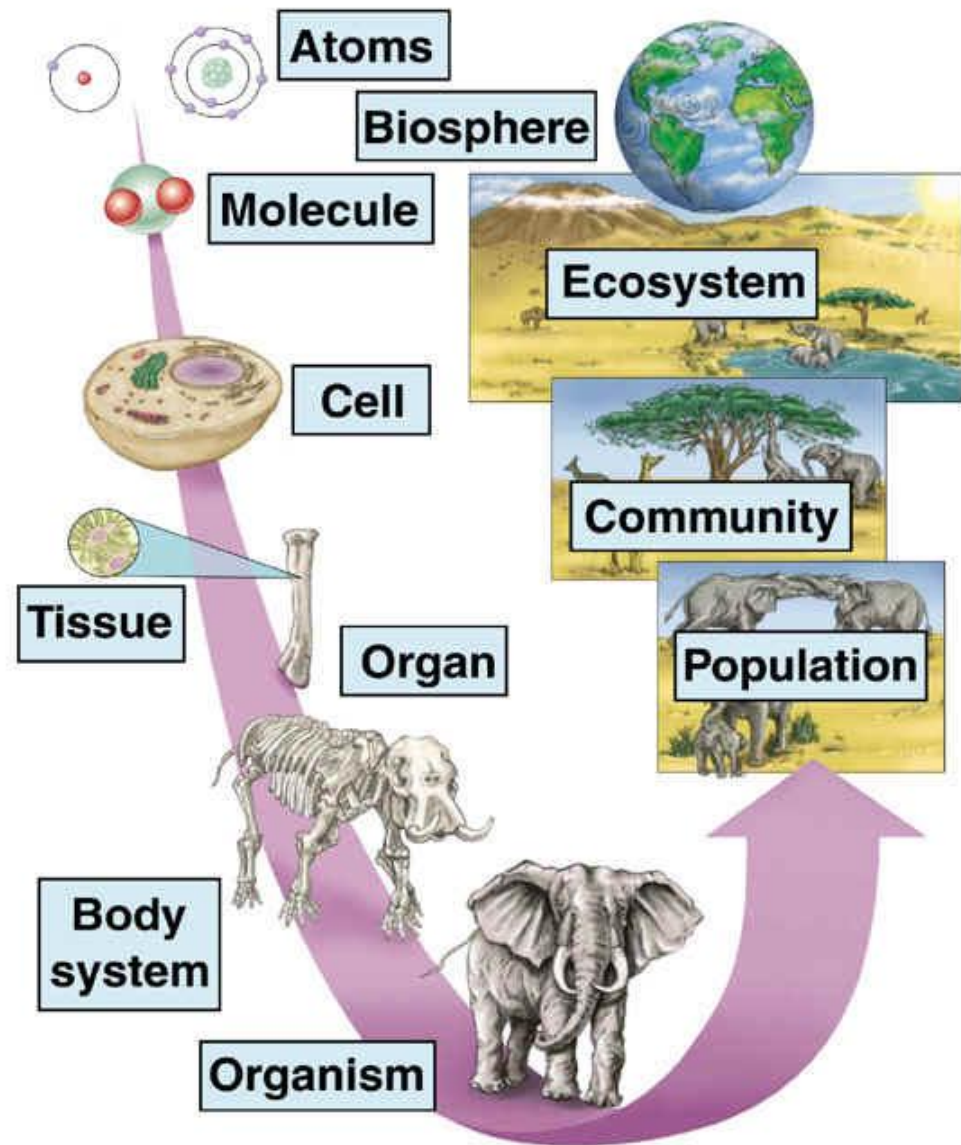 Atoms
Biosphere
Molecule
Ecosystem
Cell
Community
Tissue
Organ
Population
Body
system
Organism